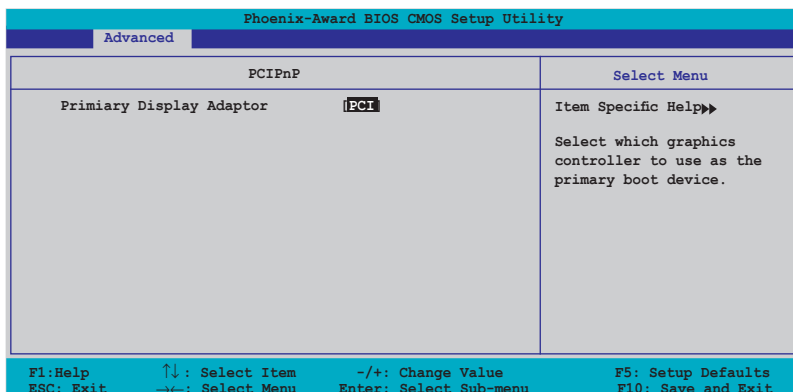 Phoenix-Award BIOS CMOS Setup Utility
Advanced
PCIPnP
Select Menu
Primiary Display Adaptor [PCI]
Item Specific Help▶▶
Select which graphics
controller to use as the
primary boot device.
F1:Help ↑↓: Select Item -/+: Change Value F5: Setup Defaults
ESC: Exit →←: Select Menu Enter: Select Sub-menu F10: Save and Exit